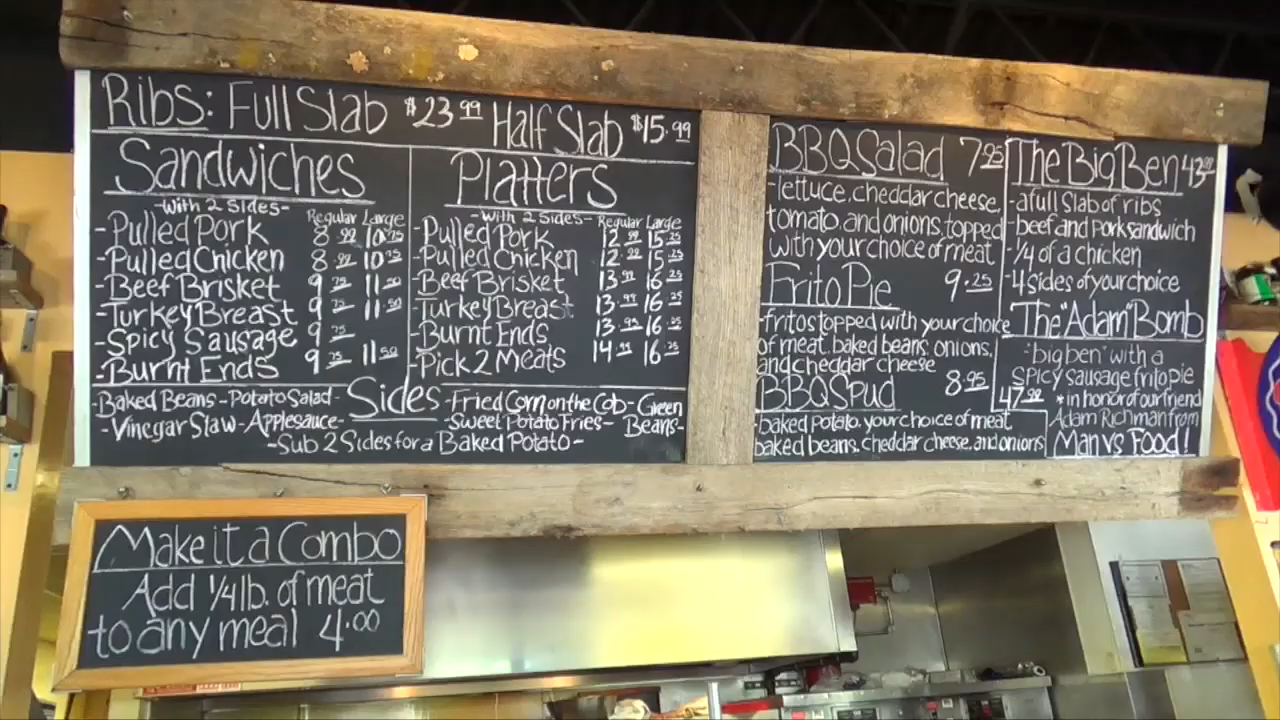 Ribs: Full Slab $23.99 Half Slab $15.99
Sandwiches
-With 2 Sides- Regular Large
-Pulled Pork 8.99 10.75
-Pulled Chicken 8.99 10.75
-Beef Brisket 9.75 11.50
-Turkey Breast 9.75 11.50
-Spicy Sausage 9.75
-Burnt Ends 9.75 11.50
Platters
-With 2 Sides- Regular Large
-Pulled Pork 12.99 15.25
-Pulled Chicken 12.99 15.25
-Beef Brisket 13.99 16.25
-Turkey Breast 13.99 16.25
-Burnt Ends 13.99 16.25
-Pick 2 Meats 14.99 16.25
Sides
-Baked Beans-Potato Salad-
-Vinegar Slaw-Applesauce-
-Fried Corn on the Cob-Green
-Sweet Potato Fries- Beans-
-Sub 2 Sides for a Baked Potato-
BBQ Salad 7.95
-lettuce, cheddar cheese,
tomato, and onions, topped
with your choice of meat
Frito Pie 9.25
-fritos topped with your choice
of meat, baked beans, onions,
and cheddar cheese
BBQ Spud 8.95
-baked potato, your choice of meat,
baked beans, cheddar cheese, and onions
The Big Ben 43.99
-a full Slab of ribs
-beef and pork sandwich
-1/4 of a chicken
-4 sides of your choice
The "Adam" Bomb
-"big ben" with a
spicy sausage frito pie
47.99 *in honor of our friend
Adam Richman from
Man vs Food!
Make it a Combo
Add 1/4 lb. of meat
to any meal 4.00